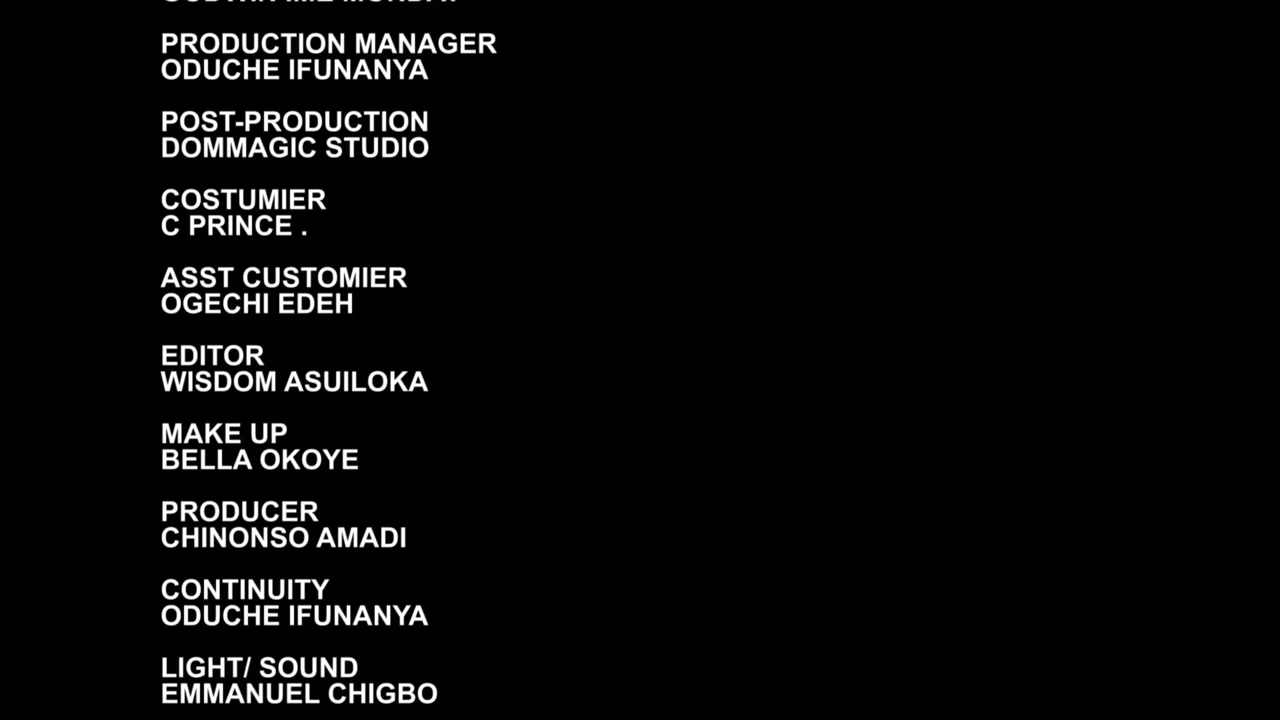 PRODUCTION MANAGER
ODUCHE IFUNANYA
POST-PRODUCTION
DOMMAGIC STUDIO
COSTUMIER
C PRINCE .
ASST CUSTOMIER
OGECHI EDEH
EDITOR
WISDOM ASUILOKA
MAKE UP
BELLA OKOYE
PRODUCER
CHINONSO AMADI
CONTINUITY
ODUCHE IFUNANYA
LIGHT/ SOUND
EMMANUEL CHIGBO